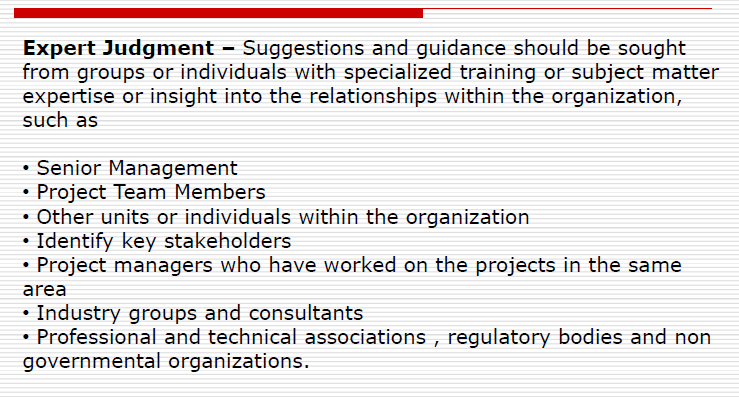 Expert Judgment – Suggestions and guidance should be sought
from groups or individuals with specialized training or subject matter
expertise or insight into the relationships within the organization,
such as
• Senior Management
• Project Team Members
• Other units or individuals within the organization
• Identify key stakeholders
• Project managers who have worked on the projects in the same
area
• Industry groups and consultants
• Professional and technical associations , regulatory bodies and non
governmental organizations.